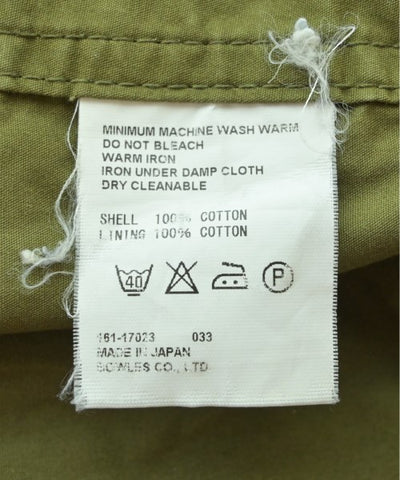 MINIMUM MACHINE WASH WARM
DO NOT BLEACH
WARM IRON
IRON UNDER DAMP CLOTH
DRY CLEANABLE
SHELL 100% COTTON
LINING 100% COTTON
40 P
161-17023 033
MADE IN JAPAN
BOWLES CO., LTD.